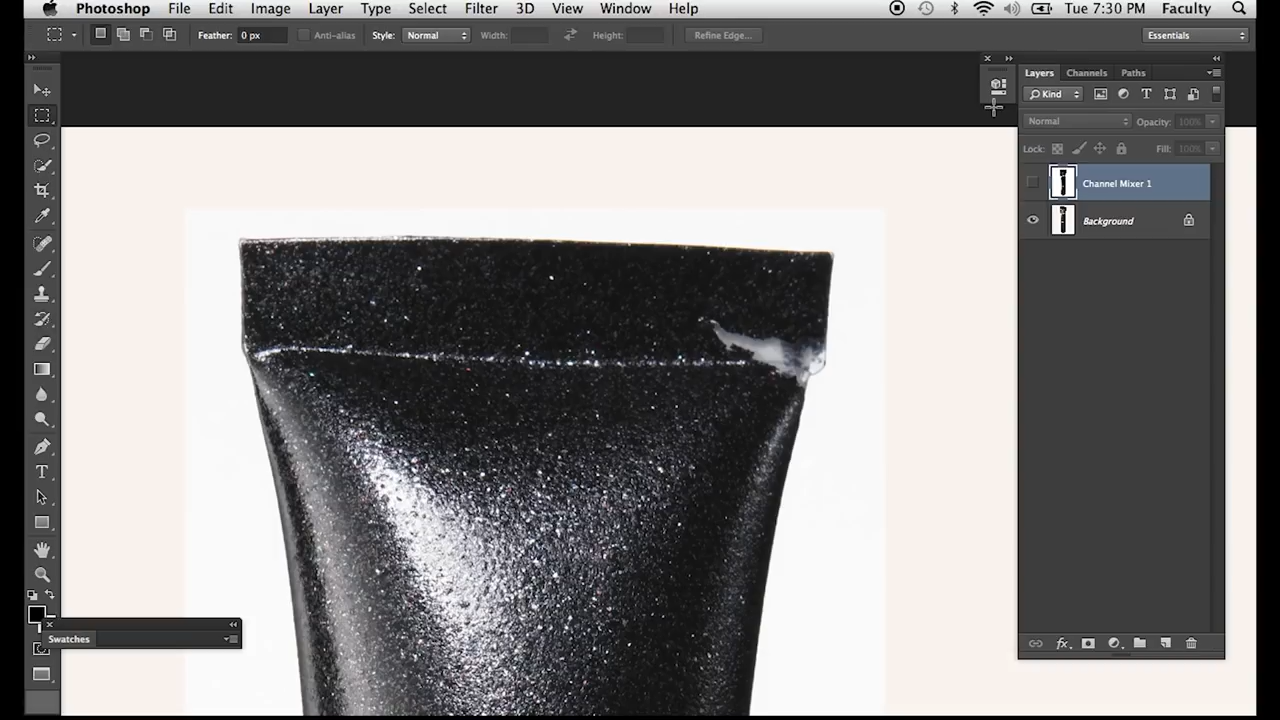 Photoshop File Edit Image Layer Type Select Filter 3D View Window Help Tue 7:30 PM Faculty
Feather: 0 px Anti-alias Style: Normal Width: Height: Refine Edge... Essentials
Layers Channels Paths
Kind
Normal Opacity: 100%
Lock: Fill: 100%
Channel Mixer 1
Background
Swatches